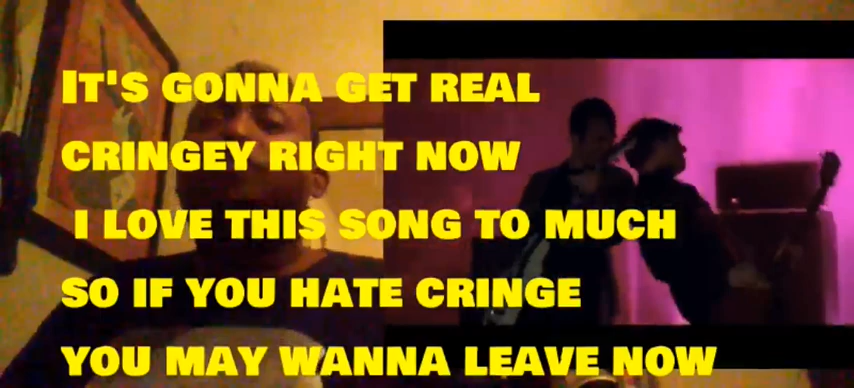 It's gonna get real
cringey right now
I love this song to much
so if you hate cringe
you may wanna leave now